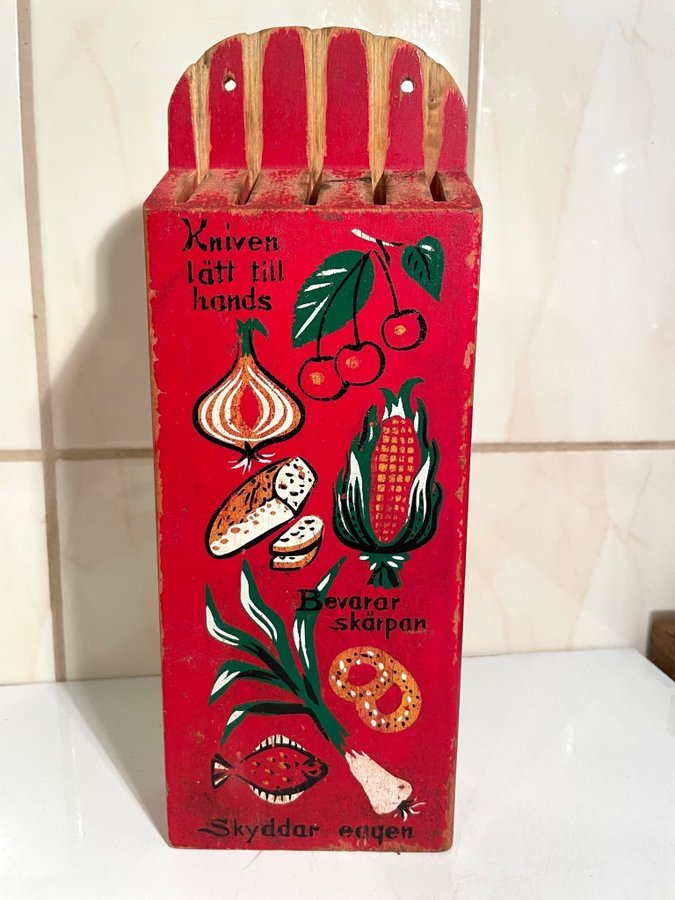 Kniven
lätt till
hands
Bevarar
skärpan
Skyddar eggen